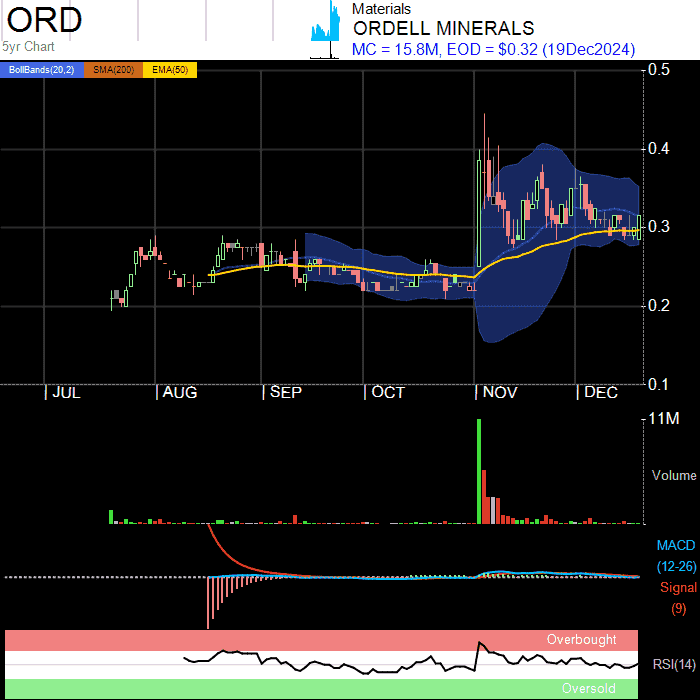 ORD
5yr Chart
Materials
ORDELL MINERALS
MC = 15.8M, EOD = $0.32 (19Dec2024)
BollBands(20,2) SMA(200) EMA(50)
0.5
0.4
0.3
0.2
0.1
JUL AUG SEP OCT NOV DEC
11M
Volume
MACD
(12-26)
Signal
(9)
Overbought
RSI(14)
Oversold